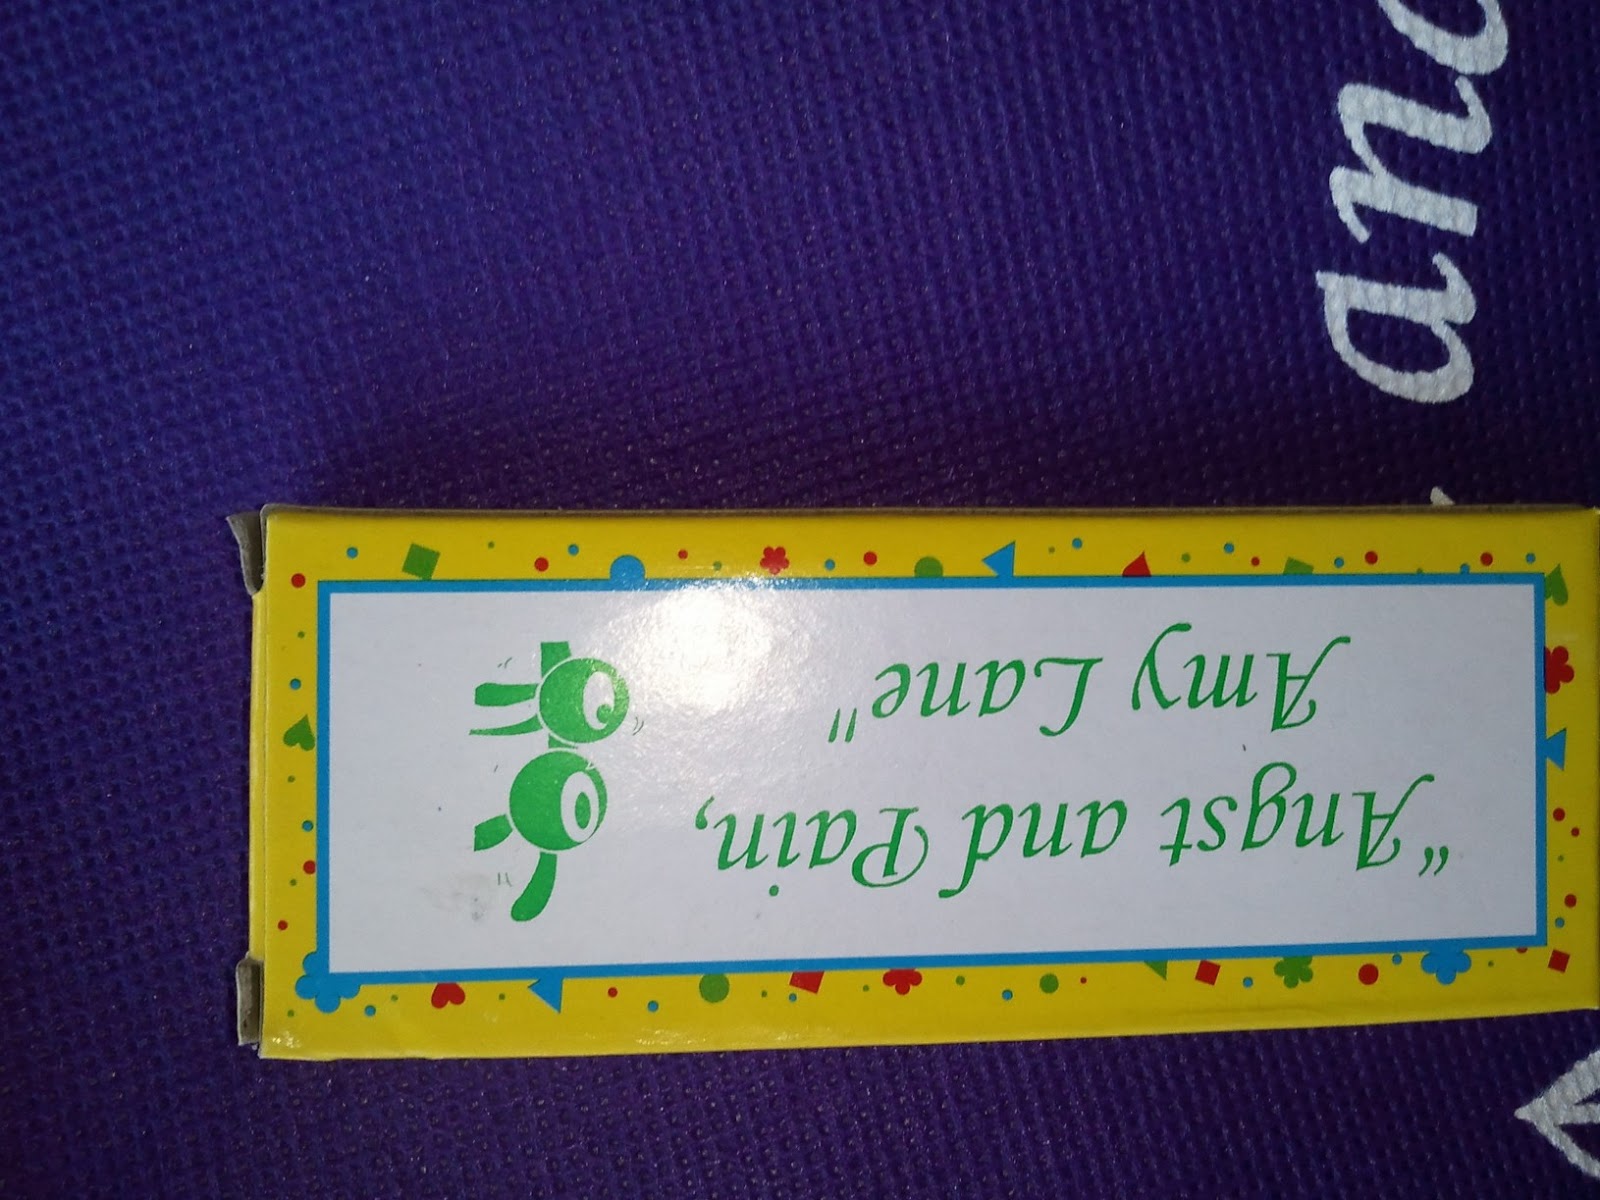 "Angst and Pain,
Amy Lane"